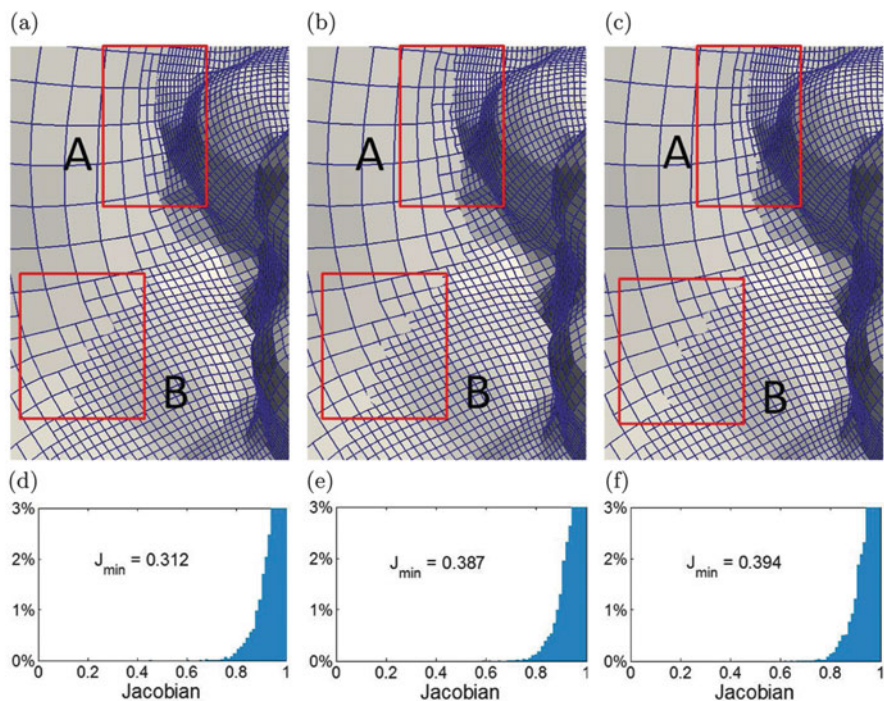 (a) (b) (c)
A A A
B B B
(d) (e) (f)
3% 3% 3%
2% 2% 2%
J_min = 0.312 J_min = 0.387 J_min = 0.394
1% 1% 1%
0% 0% 0%
0 0.2 0.4 0.6 0.8 1 0 0.2 0.4 0.6 0.8 1 0 0.2 0.4 0.6 0.8 1
Jacobian Jacobian Jacobian